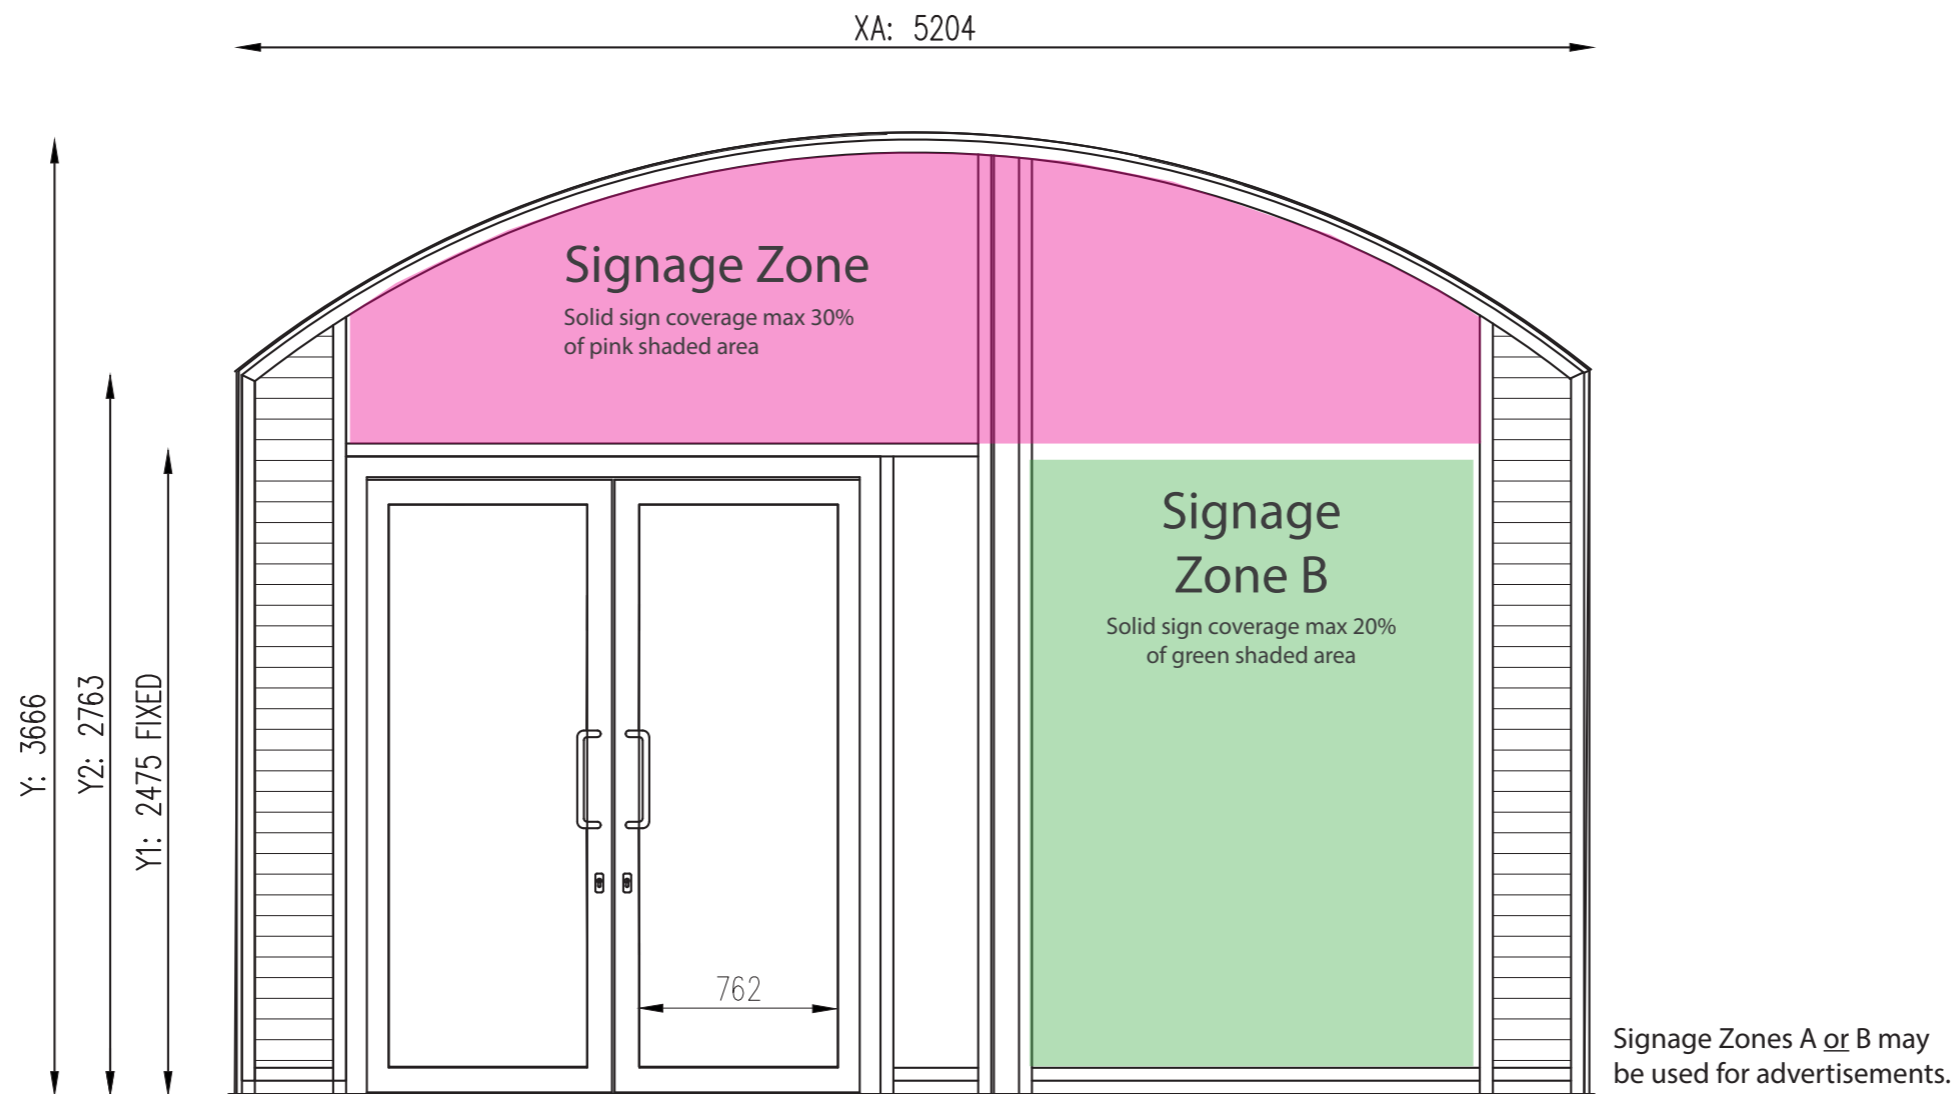 XA: 5204
Signage Zone
Solid sign coverage max 30%
of pink shaded area
Signage
Zone B
Solid sign coverage max 20%
of green shaded area
Y: 3666
Y2: 2763
Y1: 2475 FIXED
762
Signage Zones A or B may
be used for advertisements.